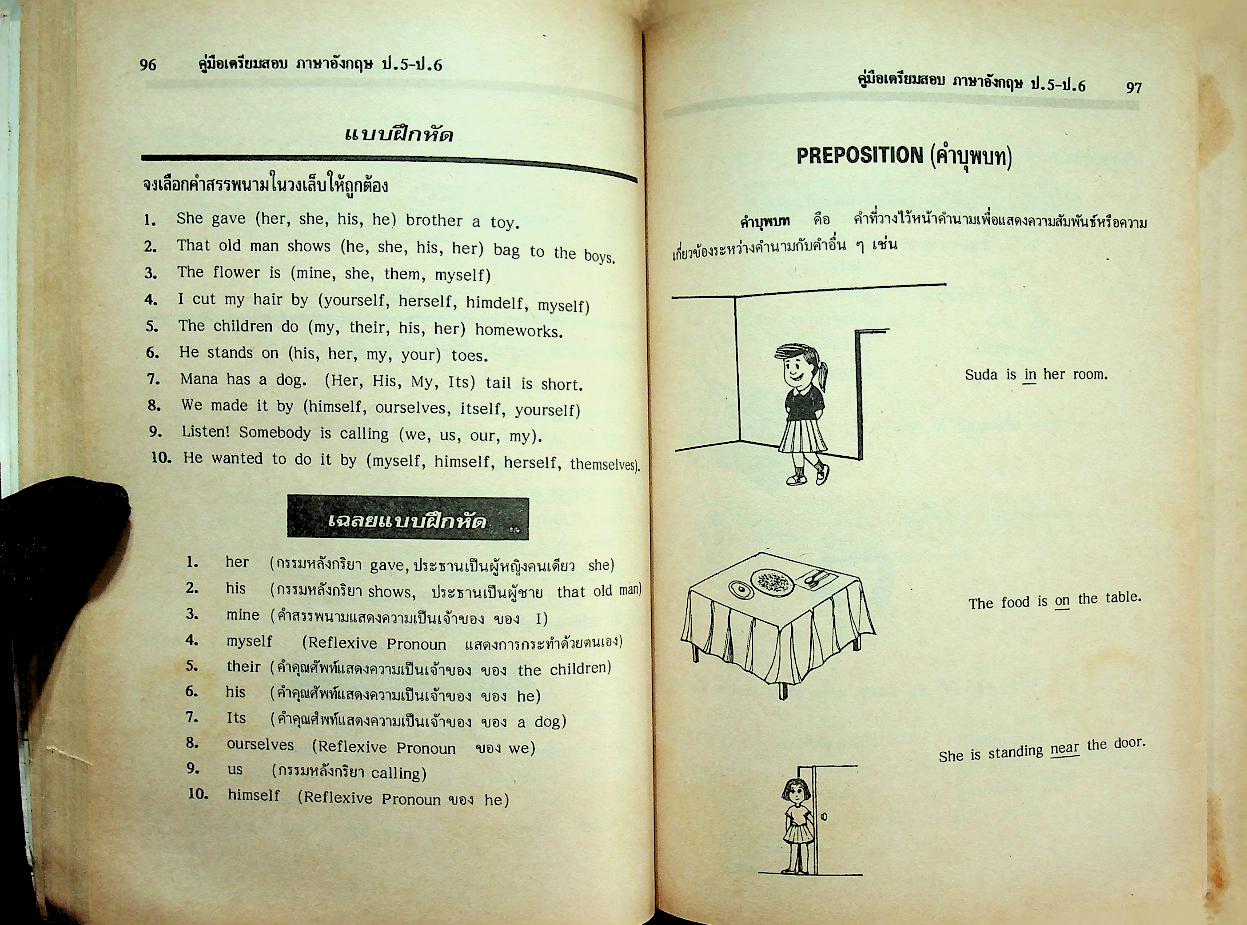 96 คู่มือเตรียมสอบ ภาษาอังกฤษ ป.5-ป.6
แบบฝึกหัด
จงเลือกคำสรรพนามในวงเล็บให้ถูกต้อง
1. She gave (her, she, his, he) brother a toy.
2. That old man shows (he, she, his, her) bag to the boys.
3. The flower is (mine, she, them, myself)
4. I cut my hair by (yourself, herself, himdelf, myself)
5. The children do (my, their, his, her) homeworks.
6. He stands on (his, her, my, your) toes.
7. Mana has a dog. (Her, His, My, Its) tail is short.
8. We made it by (himself, ourselves, itself, yourself)
9. Listen! Somebody is calling (we, us, our, my).
10. He wanted to do it by (myself, himself, herself, themselves).
เฉลยแบบฝึกหัด
1. her (กรรมหลังกริยา gave, ประธานเป็นผู้หญิงคนเดียว she)
2. his (กรรมหลังกริยา shows, ประธานเป็นผู้ชาย that old man)
3. mine (คำสรรพนามแสดงความเป็นเจ้าของ ของ I)
4. myself (Reflexive Pronoun แสดงการกระทำด้วยตนเอง)
5. their (คำคุณศัพท์แสดงความเป็นเจ้าของ ของ the children)
6. his (คำคุณศัพท์แสดงความเป็นเจ้าของ ของ he)
7. Its (คำคุณศัพท์แสดงความเป็นเจ้าของ ของ a dog)
8. ourselves (Reflexive Pronoun ของ we)
9. us (กรรมหลังกริยา calling)
10. himself (Reflexive Pronoun ของ he)
คู่มือเตรียมสอบ ภาษาอังกฤษ ป.5-ป.6 97
PREPOSITION (คำบุพบท)
คำบุพบท คือ คำที่วางไว้หน้าคำนามเพื่อแสดงความสัมพันธ์หรือความ
เกี่ยวข้องระหว่างคำนามกับคำอื่น ๆ เช่น
Suda is in her room.
The food is on the table.
She is standing near the door.